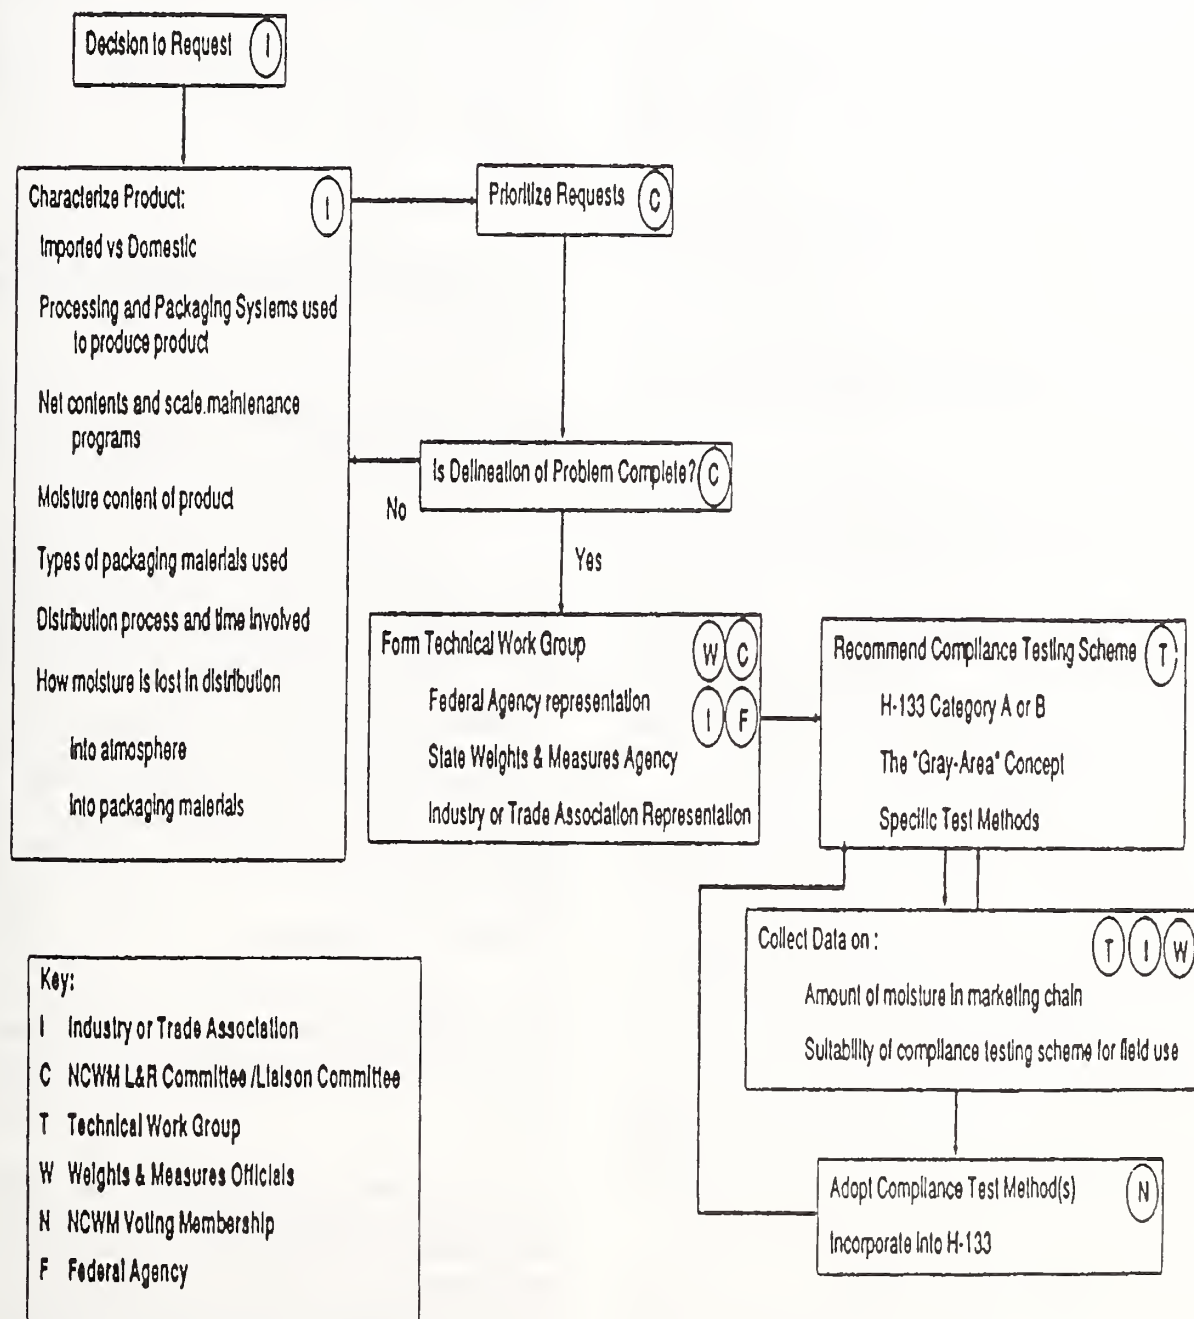 Decision to Request I
Characterize Product: I
Imported vs Domestic
Processing and Packaging Systems used
to produce product
Net contents and scale maintenance
programs
Moisture content of product
Types of packaging materials used
Distribution process and time involved
How moisture is lost in distribution
Into atmosphere
Into packaging materials
Prioritize Requests C
Is Delineation of Problem Complete? C
No
Yes
Form Technical Work Group W C
Federal Agency representation I F
State Weights & Measures Agency
Industry or Trade Association Representation
Recommend Compliance Testing Scheme T
H-133 Category A or B
The "Gray-Area" Concept
Specific Test Methods
Collect Data on : T I W
Amount of moisture in marketing chain
Suitability of compliance testing scheme for field use
Adopt Compliance Test Method(s) N
Incorporate into H-133
Key:
I Industry or Trade Association
C NCWM L&R Committee /Liaison Committee
T Technical Work Group
W Weights & Measures Officials
N NCWM Voting Membership
F Federal Agency